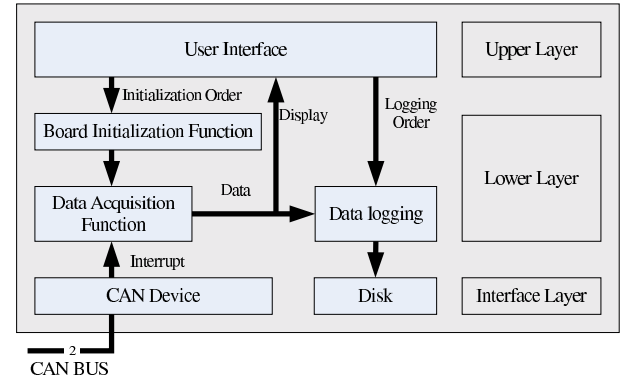 User Interface
Upper Layer
Initialization Order
Display
Logging
Order
Board Initialization Function
Lower Layer
Data Acquisition
Function
Data
Data logging
Interrupt
CAN Device
Disk
Interface Layer
2
CAN BUS